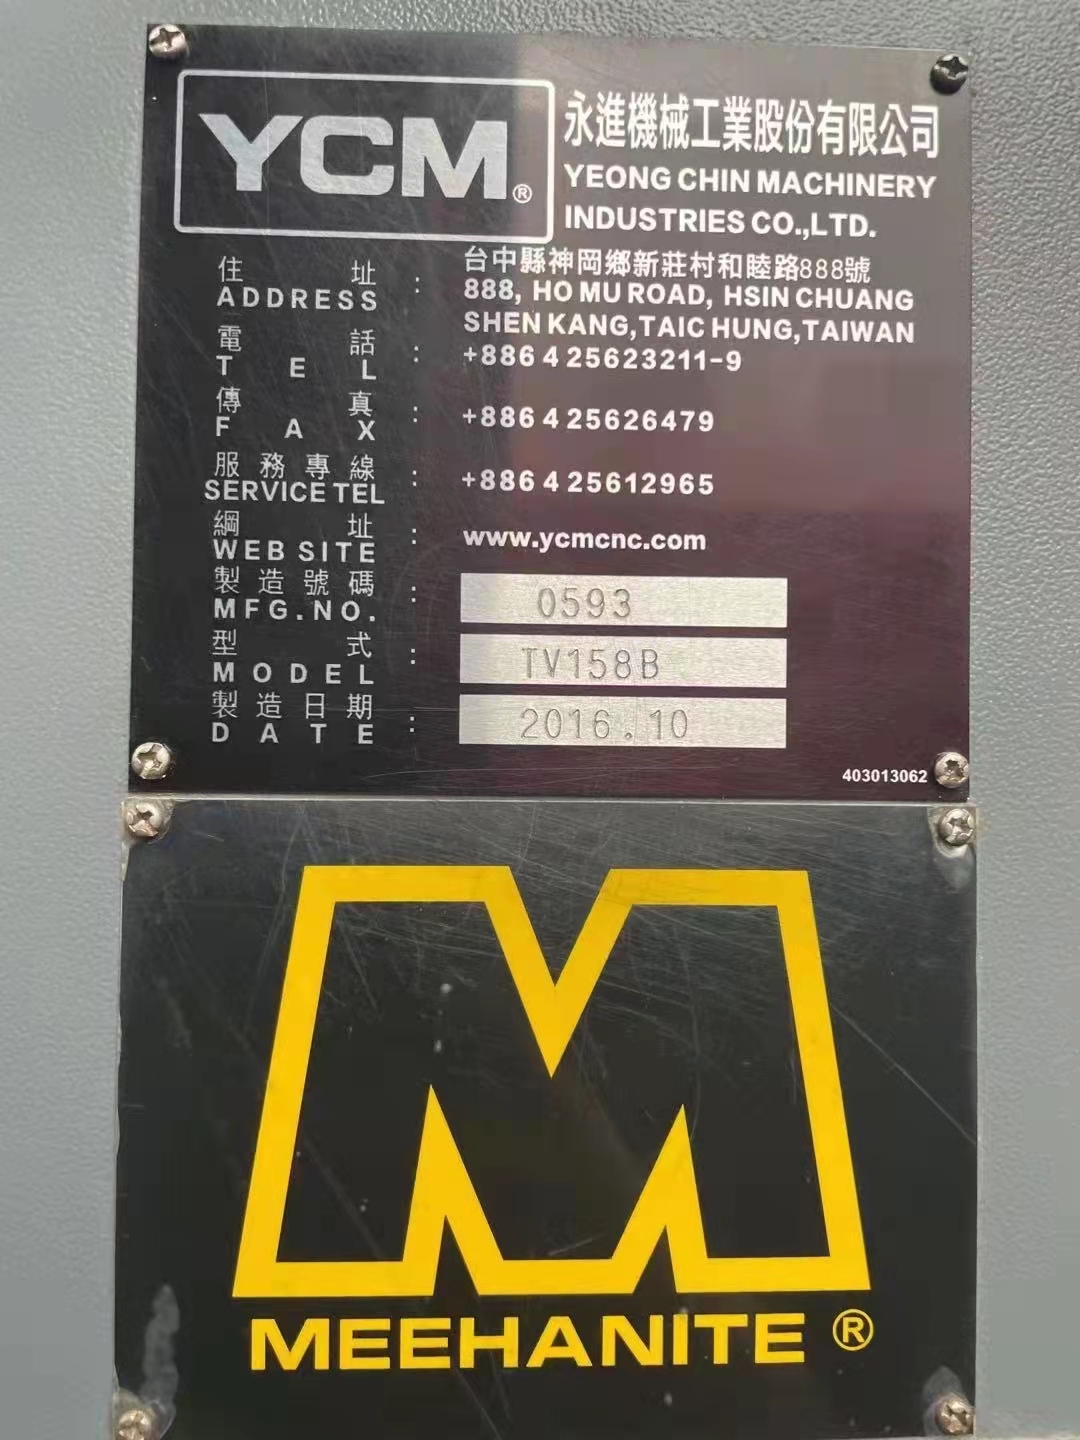 YCM®
永進機械工業股份有限公司
YEONG CHIN MACHINERY
INDUSTRIES CO.,LTD.
住址 : 台中縣神岡鄉新莊村和睦路888號
ADDRESS 888, HO MU ROAD, HSIN CHUANG
SHEN KANG,TAIC HUNG,TAIWAN
電話 : +886 4 25623211-9
TEL
傳真 : +886 4 25626479
FAX
服務專線 : +886 4 25612965
SERVICE TEL
網址 : www.ycmcnc.com
WEB SITE
製造號碼 : 0593
MFG.NO.
型式 : TV158B
MODEL
製造日期 : 2016.10
DATE
403013062
MEEHANITE ®